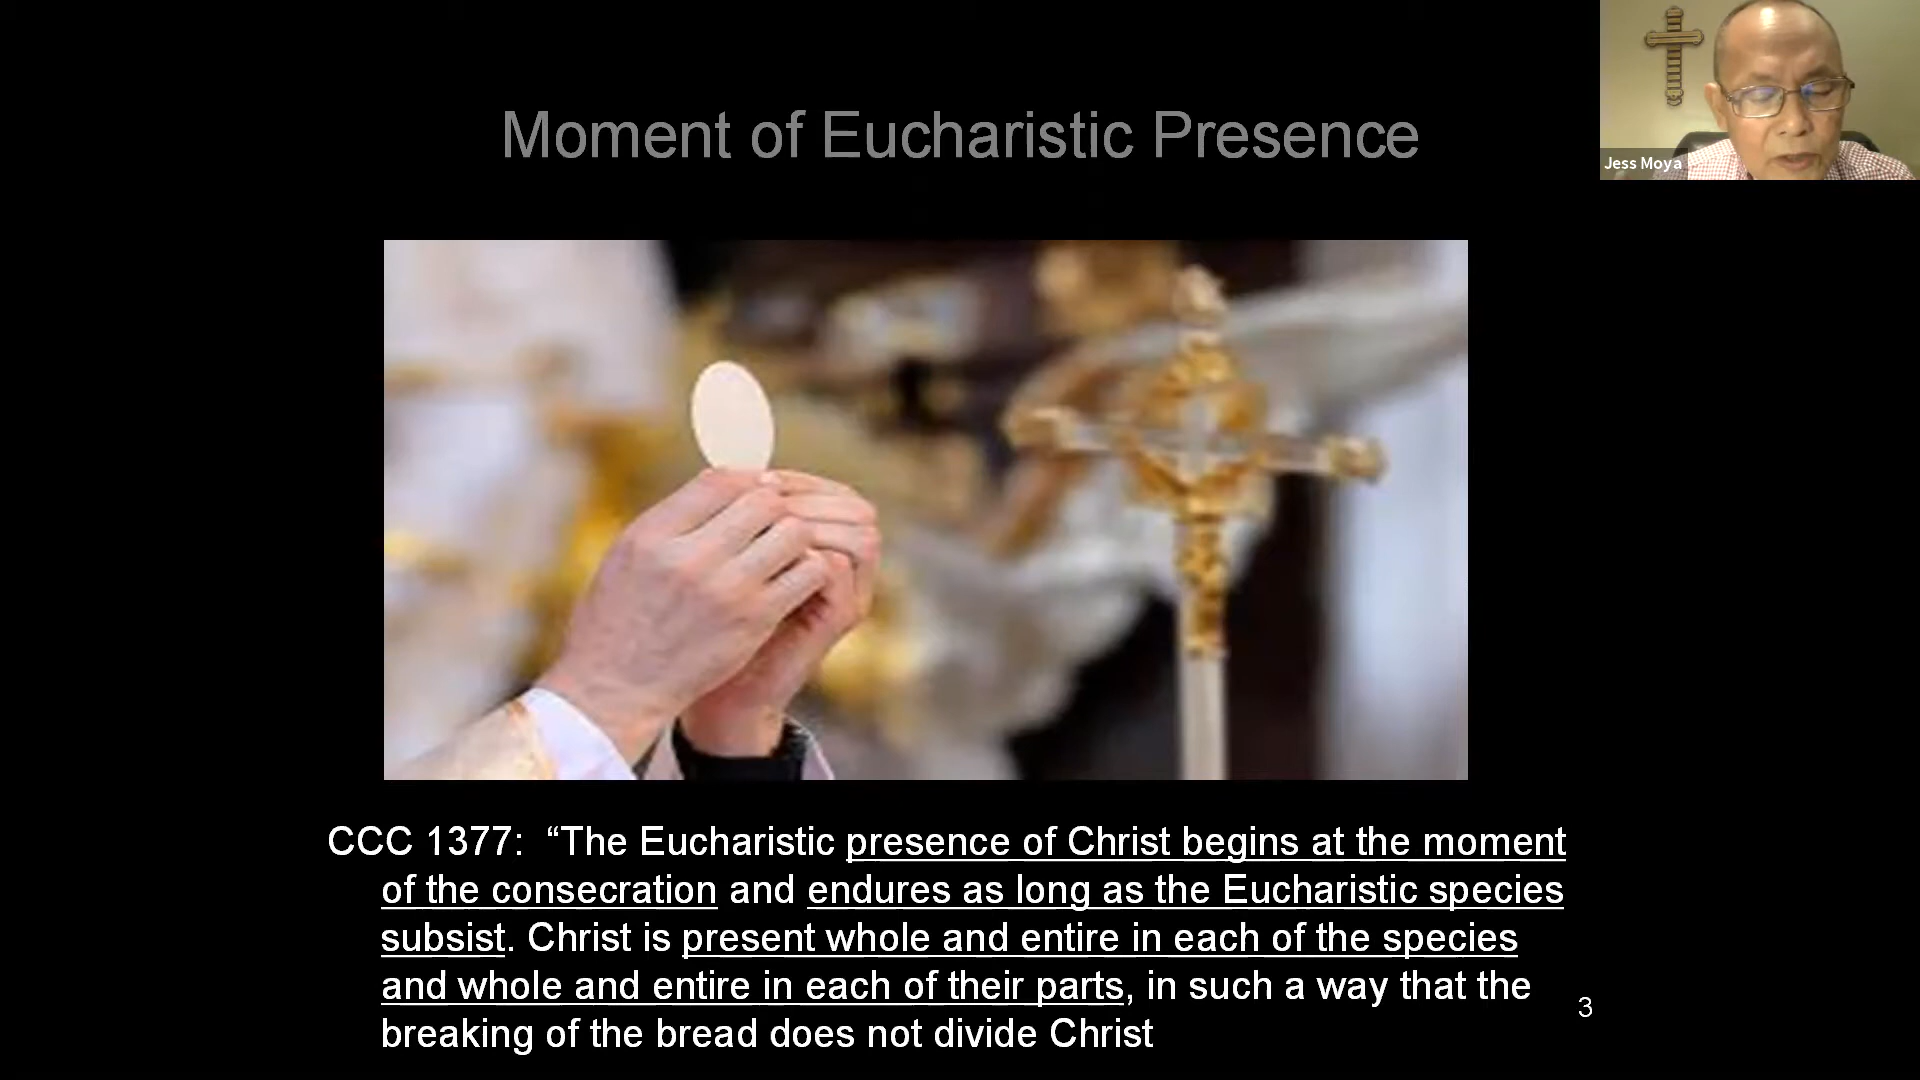 Moment of Eucharistic Presence
Jess Moya
CCC 1377:  “The Eucharistic presence of Christ begins at the moment
of the consecration and endures as long as the Eucharistic species
subsist. Christ is present whole and entire in each of the species
and whole and entire in each of their parts, in such a way that the
breaking of the bread does not divide Christ
3